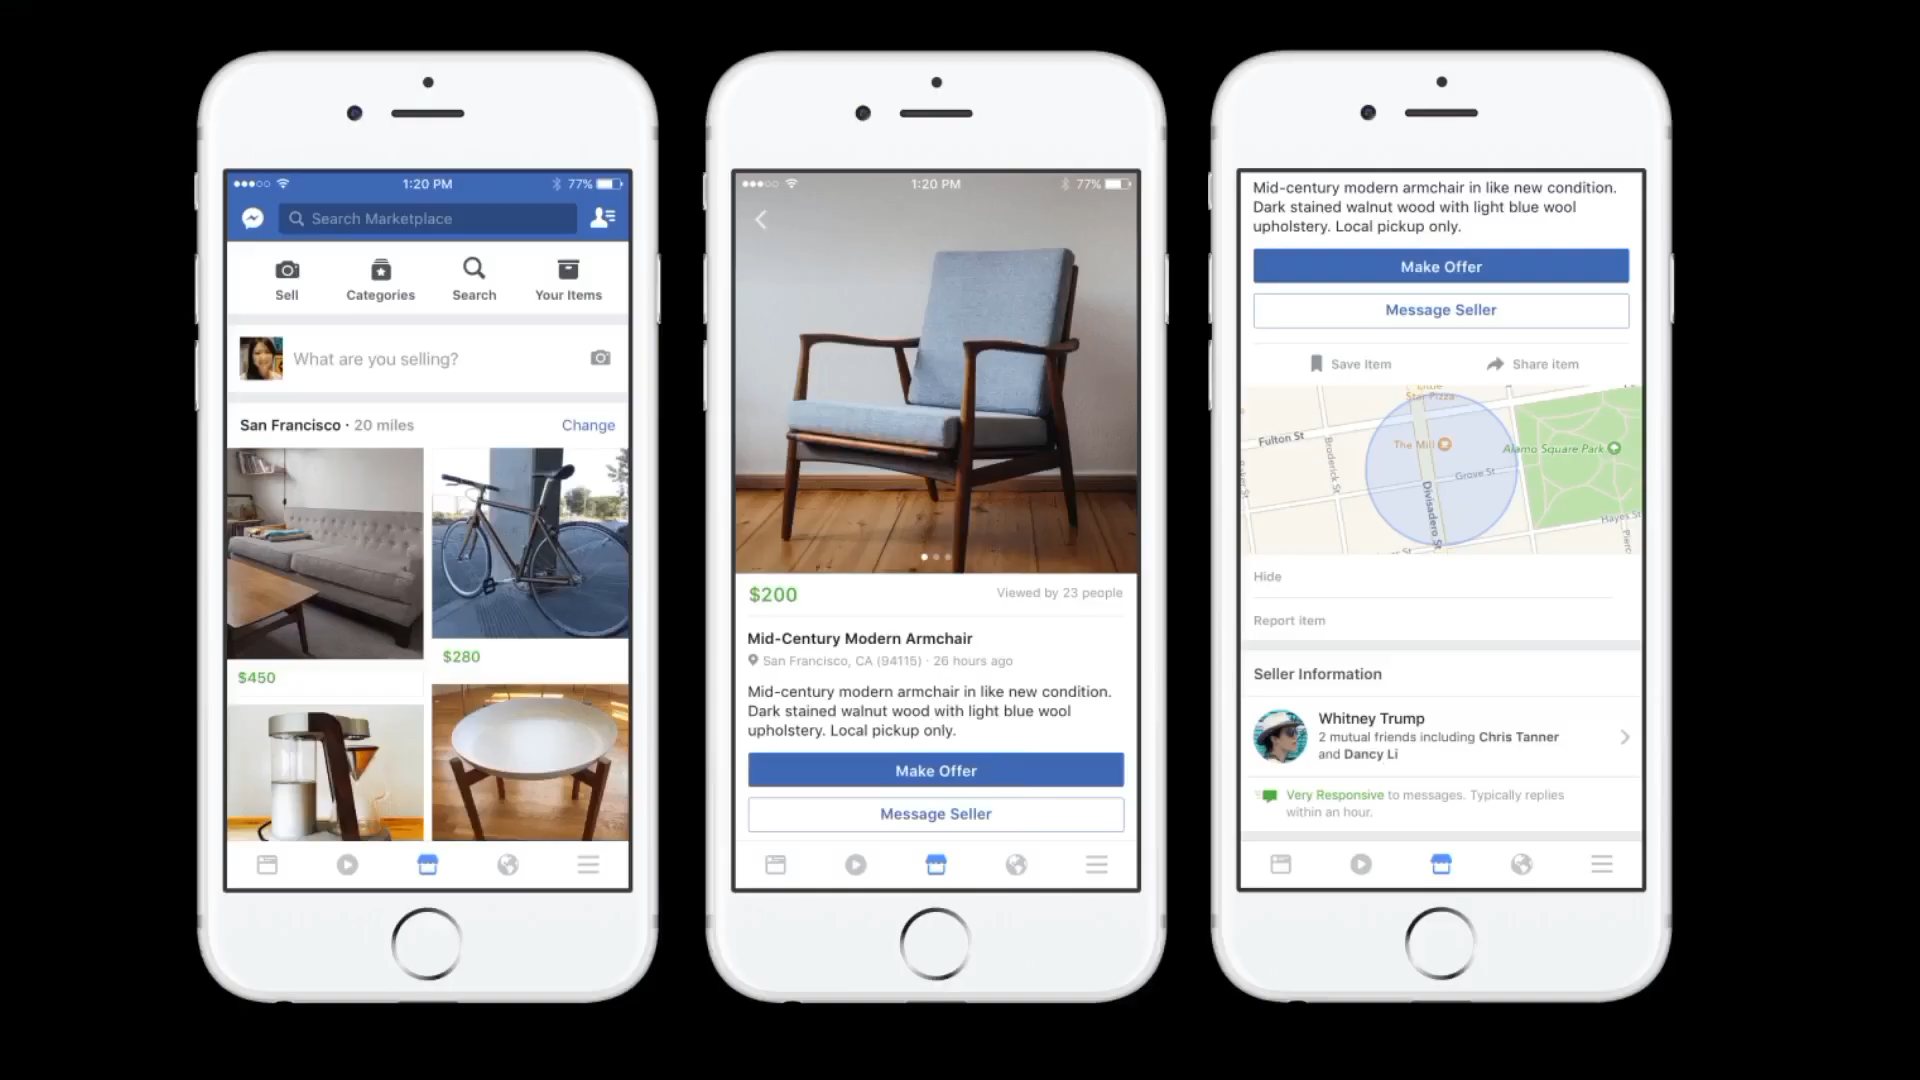 1:20 PM
77%
Search Marketplace
Sell
Categories
Search
Your Items
What are you selling?
San Francisco · 20 miles
Change
$450
$280
1:20 PM
77%
$200
Viewed by 23 people
Mid-Century Modern Armchair
San Francisco, CA (94115) · 26 hours ago
Mid-century modern armchair in like new condition.
Dark stained walnut wood with light blue wool
upholstery. Local pickup only.
Make Offer
Message Seller
Mid-century modern armchair in like new condition.
Dark stained walnut wood with light blue wool
upholstery. Local pickup only.
Make Offer
Message Seller
Save Item
Share item
Little
Star Pizza
Fulton St
The Mill
Alamo Square Park
Broderick St
Grove St
Divisadero St
Hayes St
Hide
Report item
Seller Information
Whitney Trump
2 mutual friends including Chris Tanner
and Dancy Li
Very Responsive to messages. Typically replies
within an hour.